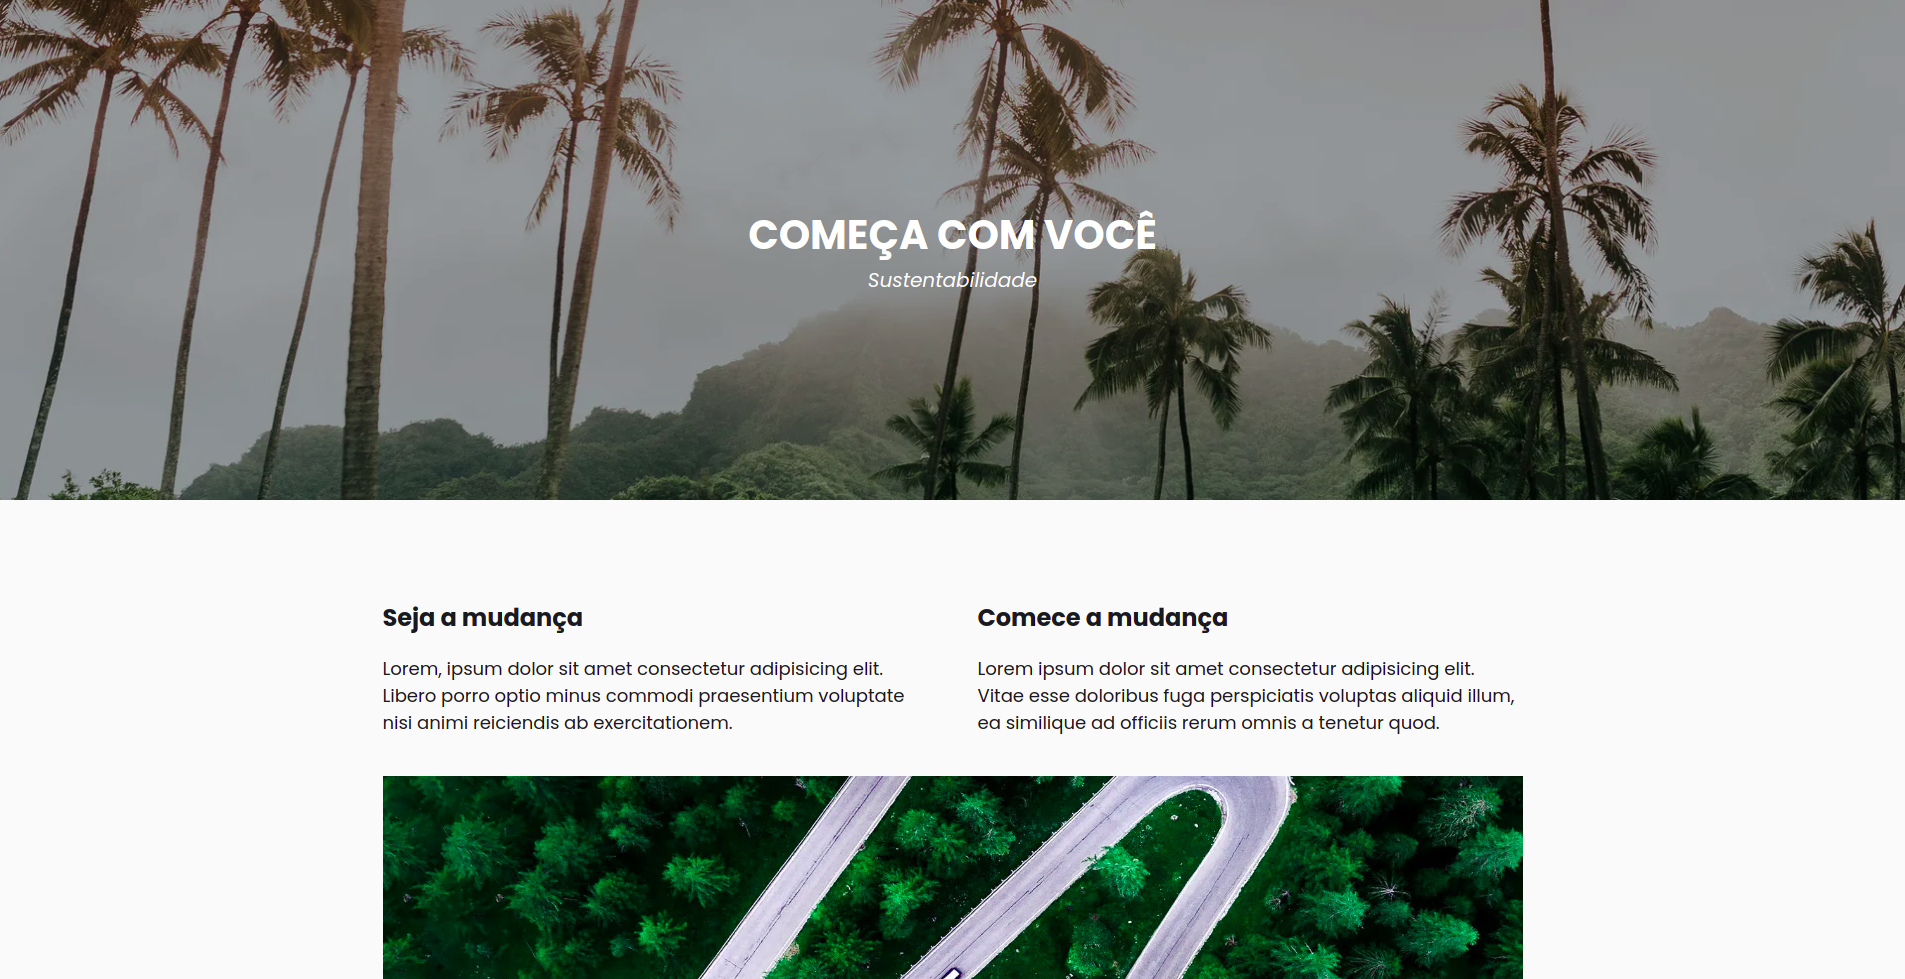 COMEÇA COM VOCÊ
Sustentabilidade
Seja a mudança
Lorem, ipsum dolor sit amet consectetur adipisicing elit.
Libero porro optio minus commodi praesentium voluptate
nisi animi reiciendis ab exercitationem.
Comece a mudança
Lorem ipsum dolor sit amet consectetur adipisicing elit.
Vitae esse doloribus fuga perspiciatis voluptas aliquid illum,
ea similique ad officiis rerum omnis a tenetur quod.